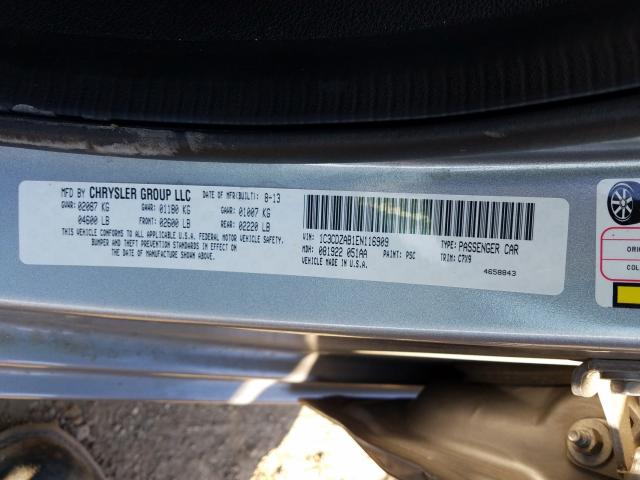 MFD BY CHRYSLER GROUP LLC DATE OF MFR(BUILT): 8-13
GVWR: 02087 KG GAWR: 01180 KG GAWR: 01007 KG
04600 LB FRONT: 02600 LB REAR: 02220 LB
THIS VEHICLE CONFORMS TO ALL APPLICABLE U.S.A. FEDERAL MOTOR VEHICLE SAFETY,
BUMPER AND THEFT PREVENTION STANDARDS IN EFFECT ON
THE DATE OF MANUFACTURE SHOWN ABOVE.
VIN: 1C3CDZAB1EN116909 TYPE: PASSENGER CAR
MDH: 081922 051AA PAINT: PSC TRIM: C7X9
VEHICLE MADE IN U.S.A.
4658843
ORI
COL